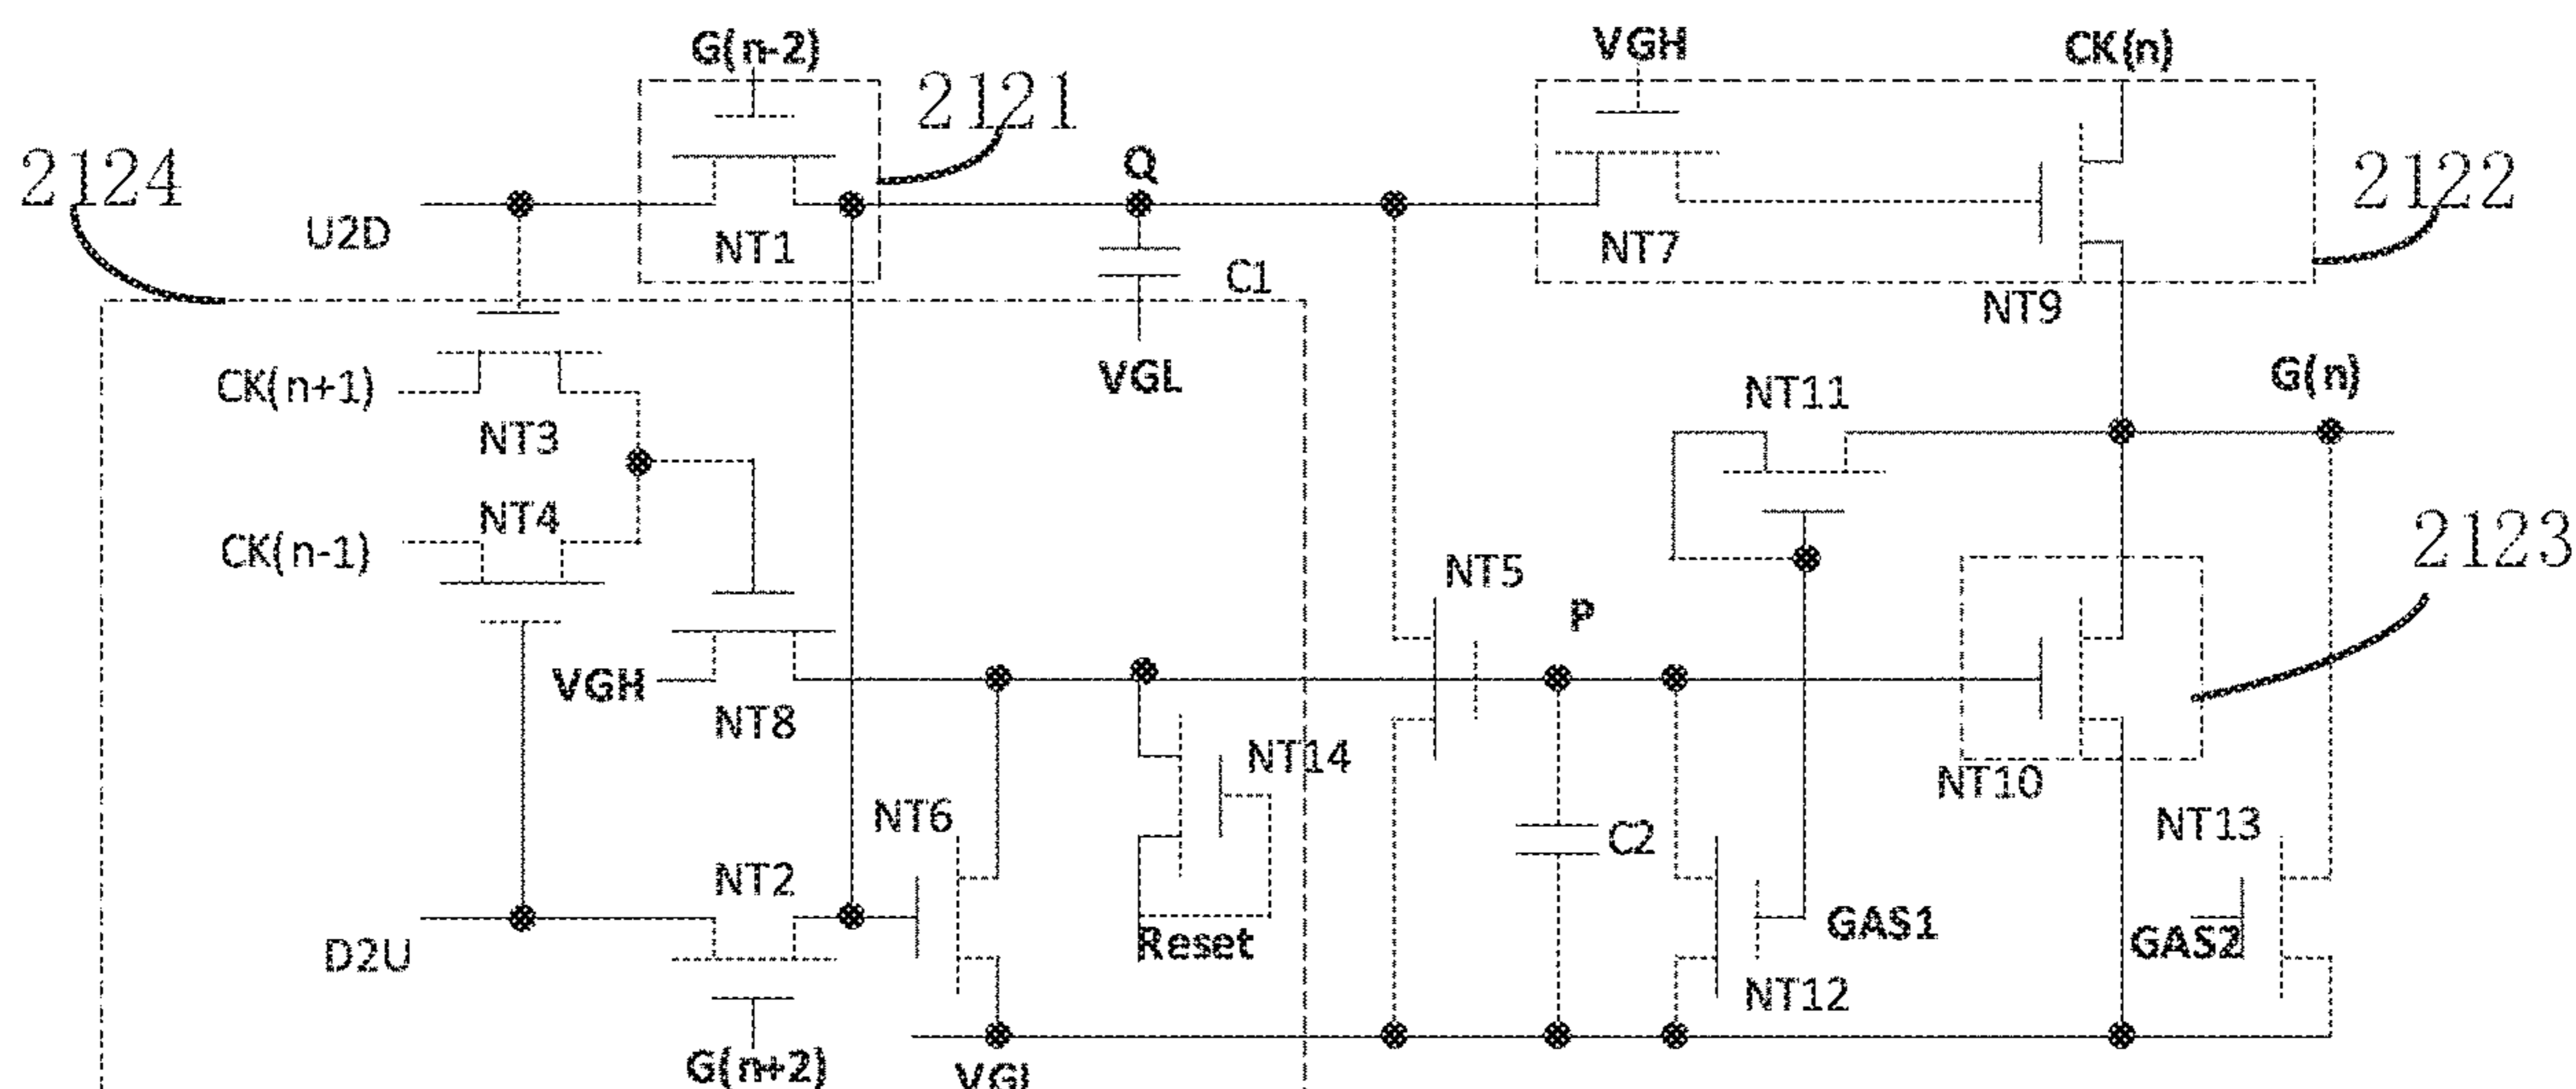 G(n-2)
VGH
CK(n)
2121
2124
Q
2122
U2D
NT1
NT7
C1
NT9
VGL
CK(n+1)
NT11
G(n)
NT3
NT4
CK(n-1)
NT5
2123
P
VGH
NT8
NT14
NT10
NT6
C2
NT13
NT2
D2U
Reset
GAS1
GAS2
NT12
G(n+2)
VGL